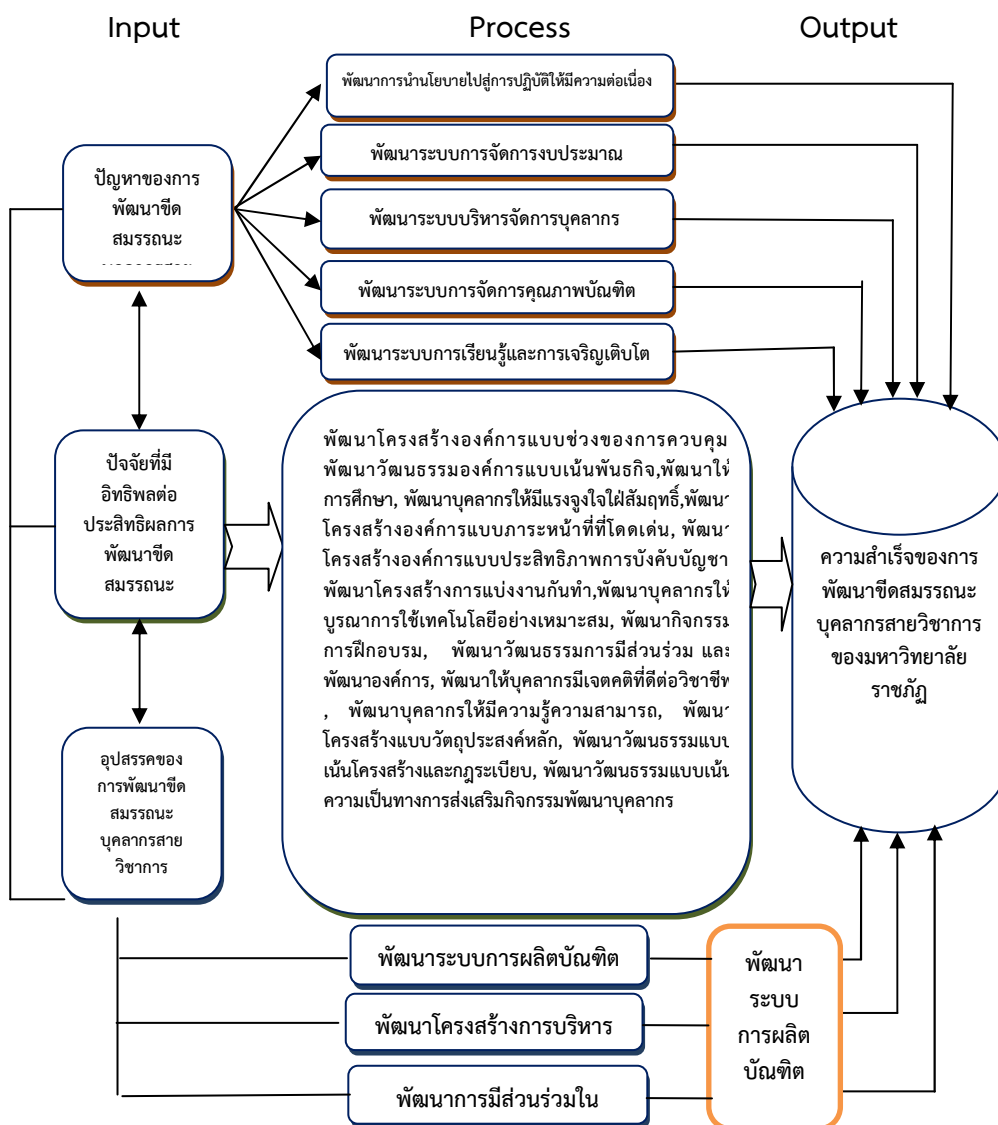 Input
Process
Output
พัฒนาการนำนโยบายไปสู่การปฏิบัติให้มีความต่อเนื่อง
พัฒนาระบบการจัดการงบประมาณ
พัฒนาระบบบริหารจัดการบุคลากร
พัฒนาระบบการจัดการคุณภาพบัณฑิต
พัฒนาระบบการเรียนรู้และการเจริญเติบโต
ปัญหาของการ
พัฒนาขีด
สมรรถนะ
ปัจจัยที่มี
อิทธิพลต่อ
ประสิทธิผลการ
พัฒนาขีด
สมรรถนะ
อุปสรรคของ
การพัฒนาขีด
สมรรถนะ
บุคลากรสาย
วิชาการ
พัฒนาโครงสร้างองค์การแบบช่วงของการควบคุม
พัฒนาวัฒนธรรมองค์การแบบเน้นพันธกิจ,พัฒนาให้
การศึกษา, พัฒนาบุคลากรให้มีแรงจูงใจใฝ่สัมฤทธิ์,พัฒนา
โครงสร้างองค์การแบบภาระหน้าที่ที่โดดเด่น, พัฒนา
โครงสร้างองค์การแบบประสิทธิภาพการบังคับบัญชา
พัฒนาโครงสร้างการแบ่งงานกันทำ,พัฒนาบุคลากรให้
บูรณาการใช้เทคโนโลยีอย่างเหมาะสม, พัฒนากิจกรรม
การฝึกอบรม, พัฒนาวัฒนธรรมการมีส่วนร่วม และ
พัฒนาองค์การ, พัฒนาให้บุคลากรมีเจตคติที่ดีต่อวิชาชีพ
, พัฒนาบุคลากรให้มีความรู้ความสามารถ, พัฒนา
โครงสร้างแบบวัตถุประสงค์หลัก, พัฒนาวัฒนธรรมแบบ
เน้นโครงสร้างและกฎระเบียบ, พัฒนาวัฒนธรรมแบบเน้น
ความเป็นทางการส่งเสริมกิจกรรมพัฒนาบุคลากร
ความสำเร็จของการ
พัฒนาขีดสมรรถนะ
บุคลากรสายวิชาการ
ของมหาวิทยาลัย
ราชภัฏ
พัฒนาระบบการผลิตบัณฑิต
พัฒนาโครงสร้างการบริหาร
พัฒนาการมีส่วนร่วมใน
พัฒนา
ระบบ
การผลิต
บัณฑิต